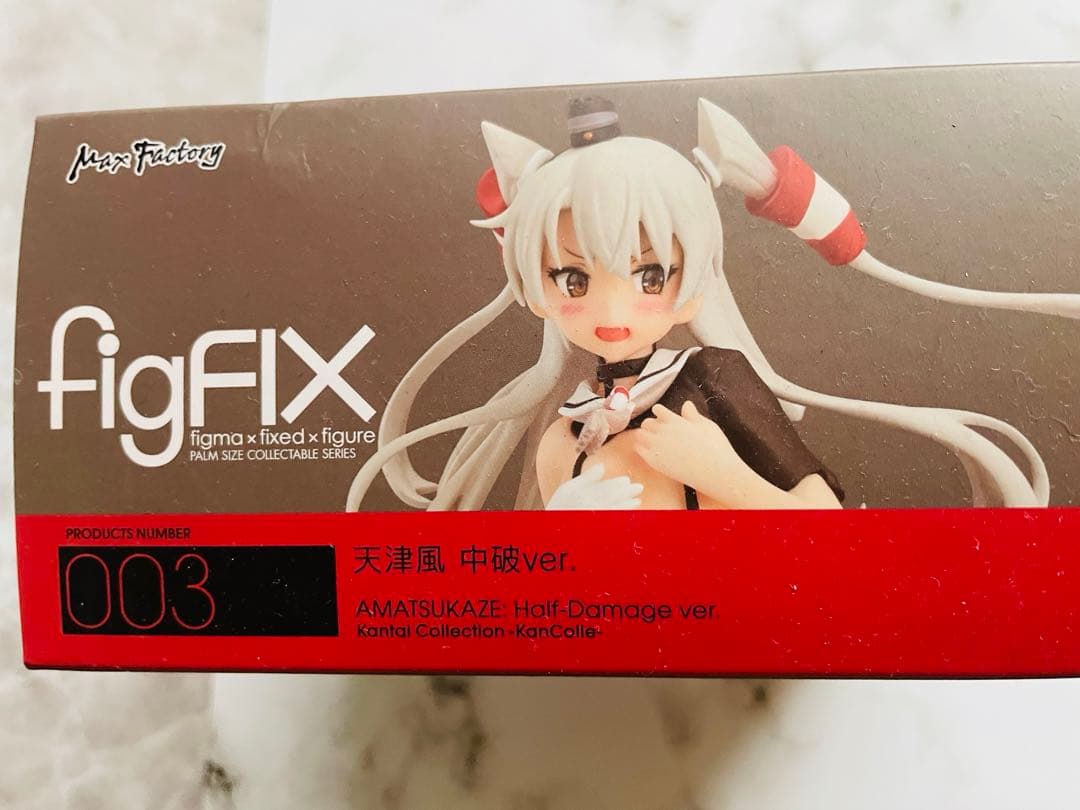 Max Factory
figFIX
figma×fixed×figure
PALM SIZE COLLECTABLE SERIES
PRODUCTS NUMBER
003
天津風 中破ver.
AMATSUKAZE: Half-Damage ver.
Kantai Collection -KanColle-